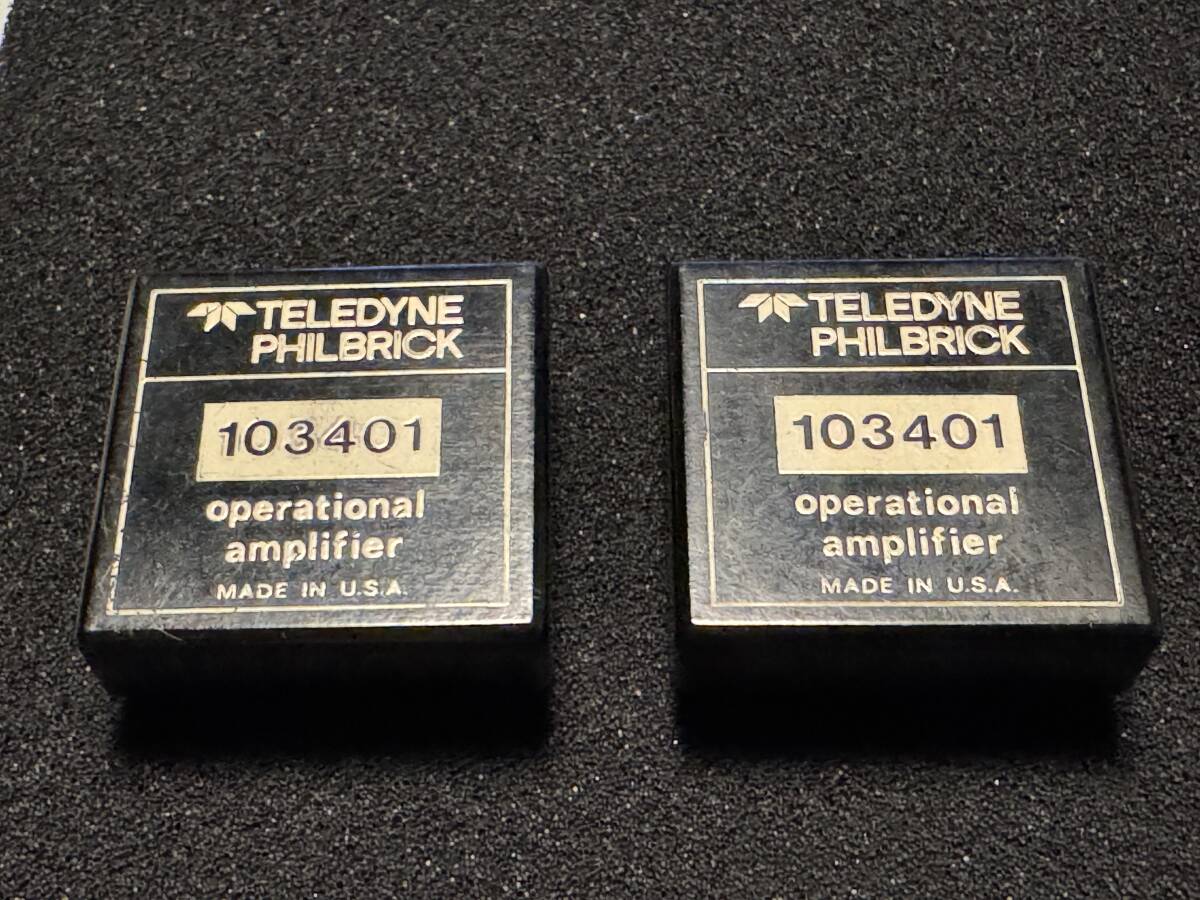 TELEDYNE
PHILBRICK
103401
operational
amplifier
MADE IN U.S.A.
TELEDYNE
PHILBRICK
103401
operational
amplifier
MADE IN U.S.A.